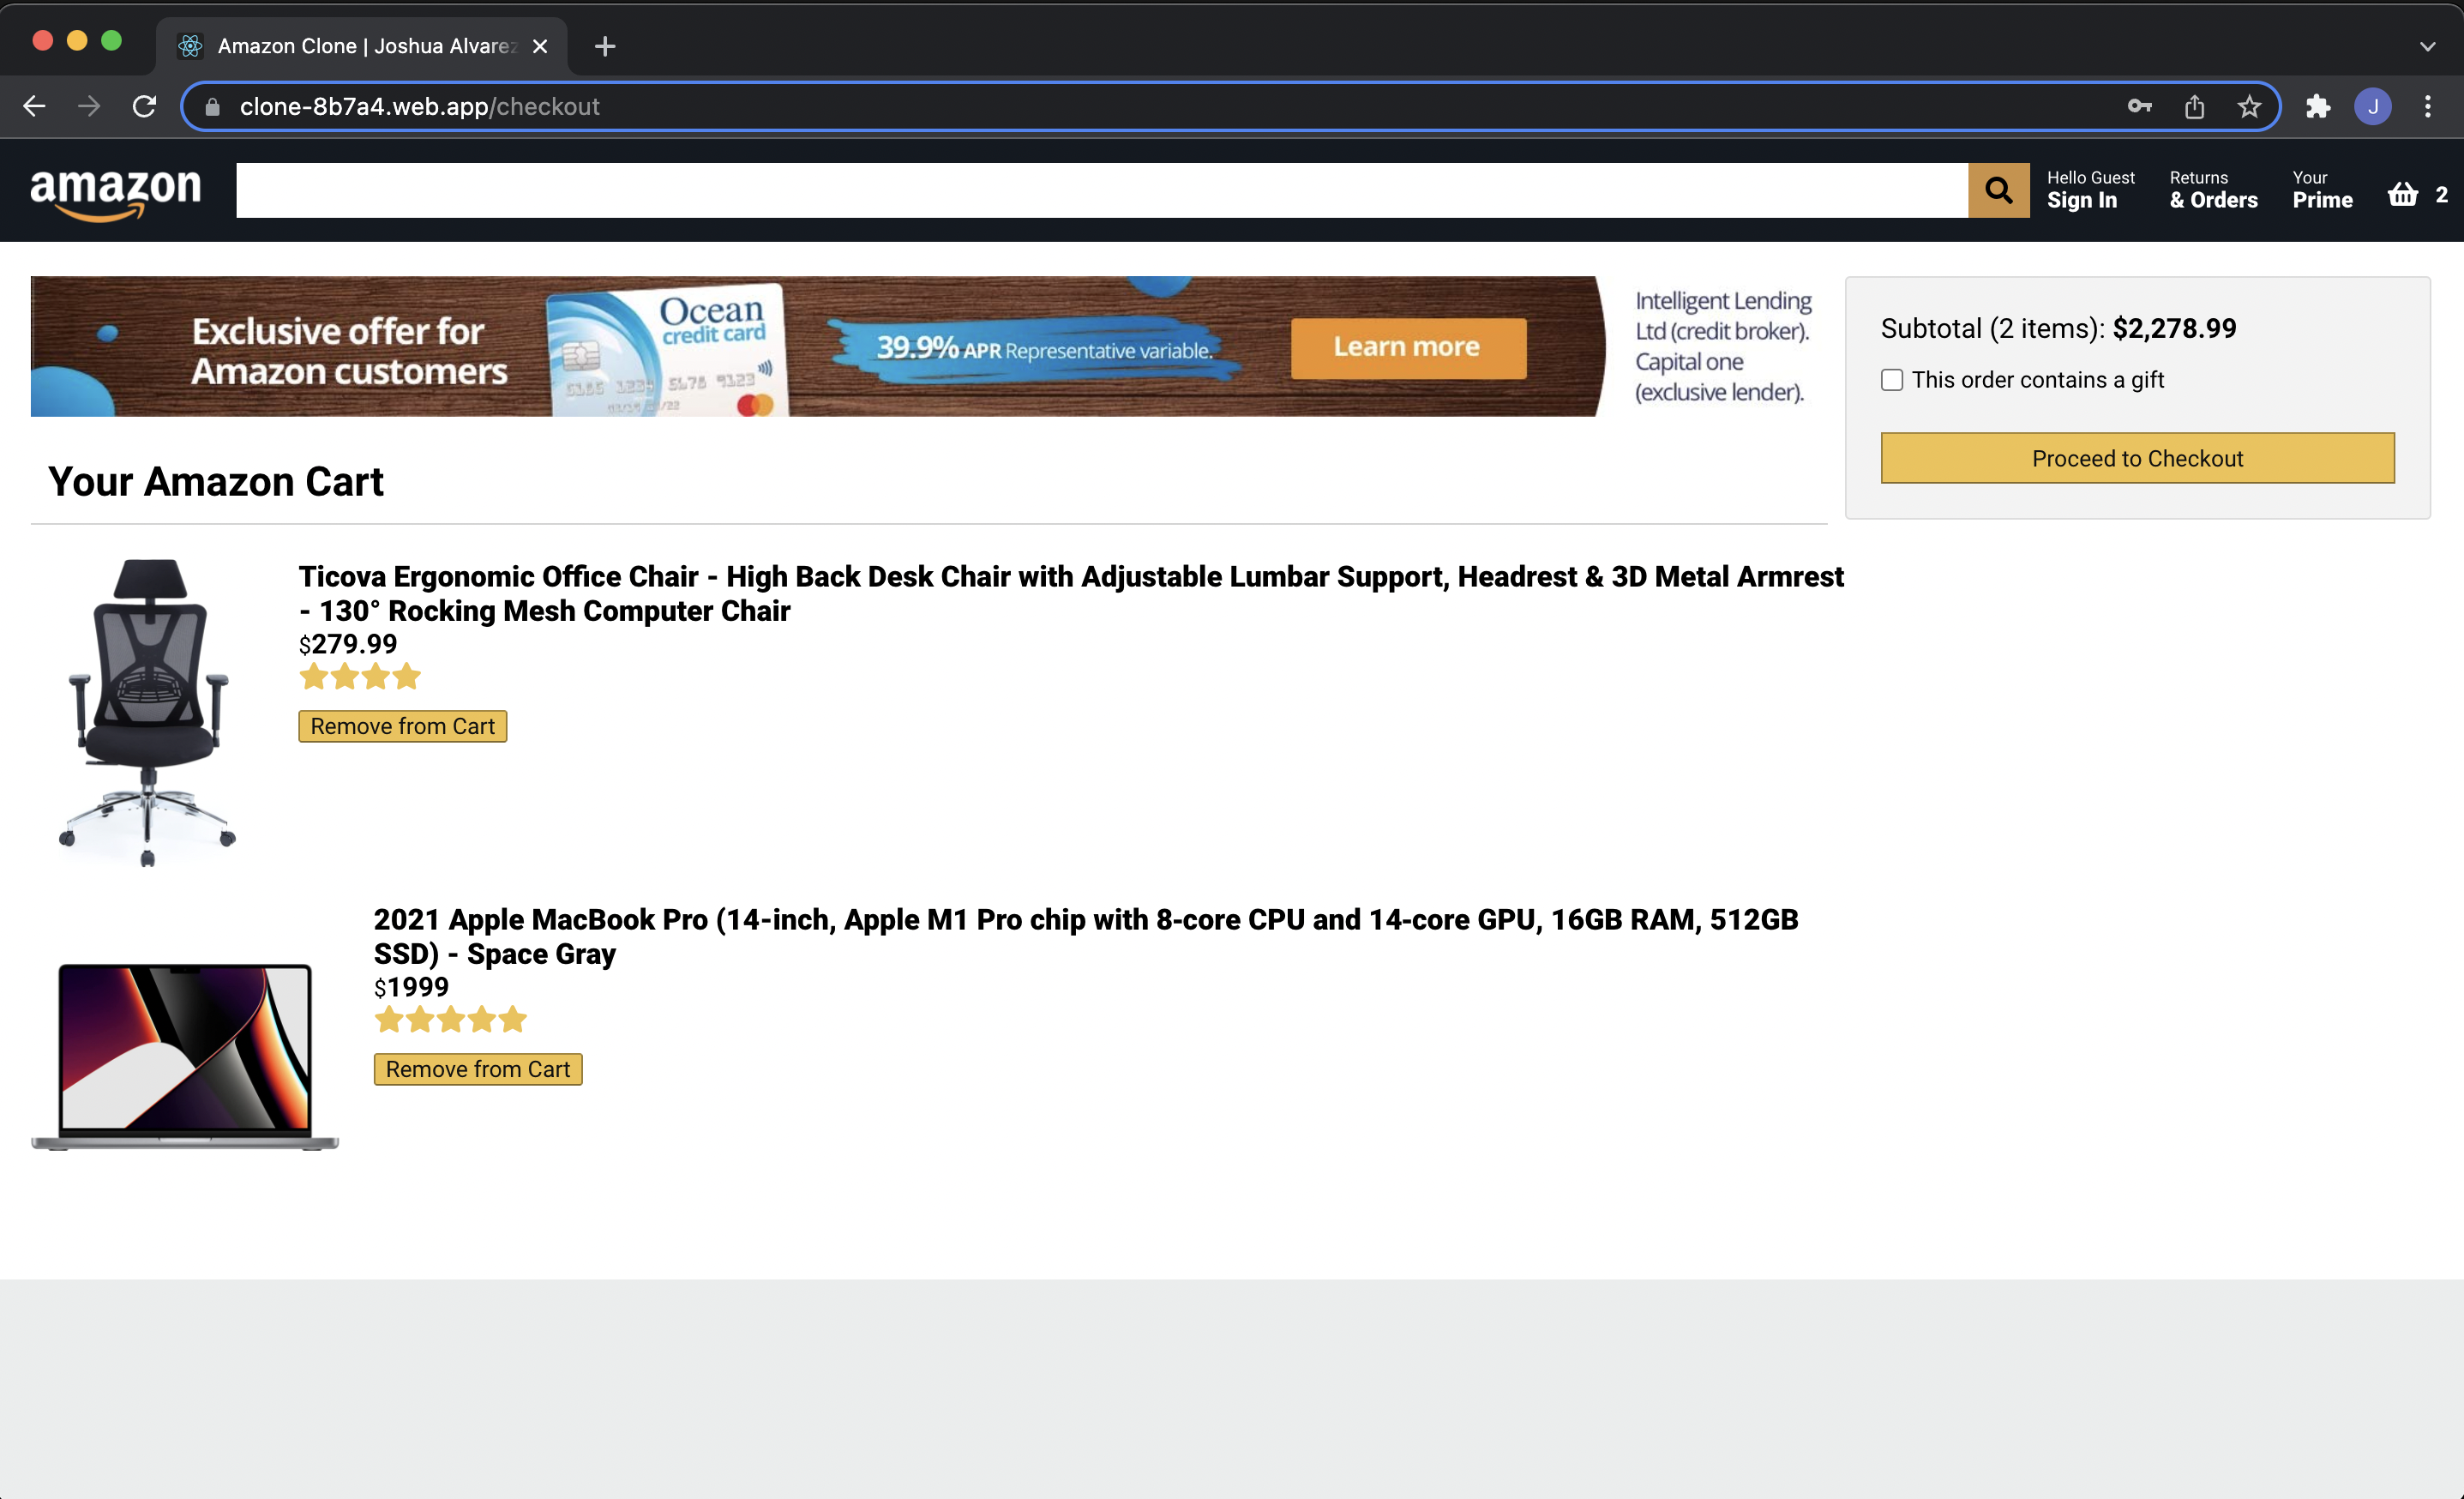 Amazon Clone | Joshua Alvarez
clone-8b7a4.web.app/checkout
J
amazon
Hello Guest
Sign In
Returns
& Orders
Your
Prime
2
Exclusive offer for
Amazon customers
Ocean
credit card
39.9% APR Representative variable.
Learn more
Intelligent Lending
Ltd (credit broker).
Capital one
(exclusive lender).
Subtotal (2 items): $2,278.99
This order contains a gift
Proceed to Checkout
Your Amazon Cart
Ticova Ergonomic Office Chair - High Back Desk Chair with Adjustable Lumbar Support, Headrest & 3D Metal Armrest
- 130° Rocking Mesh Computer Chair
$279.99
Remove from Cart
2021 Apple MacBook Pro (14-inch, Apple M1 Pro chip with 8-core CPU and 14-core GPU, 16GB RAM, 512GB
SSD) - Space Gray
$1999
Remove from Cart